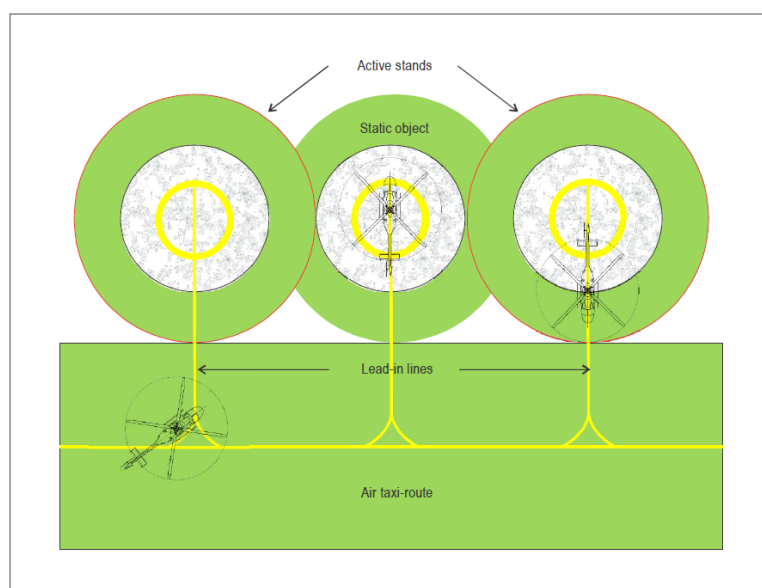 Active stands
Static object
Lead-in lines
Air taxi-route